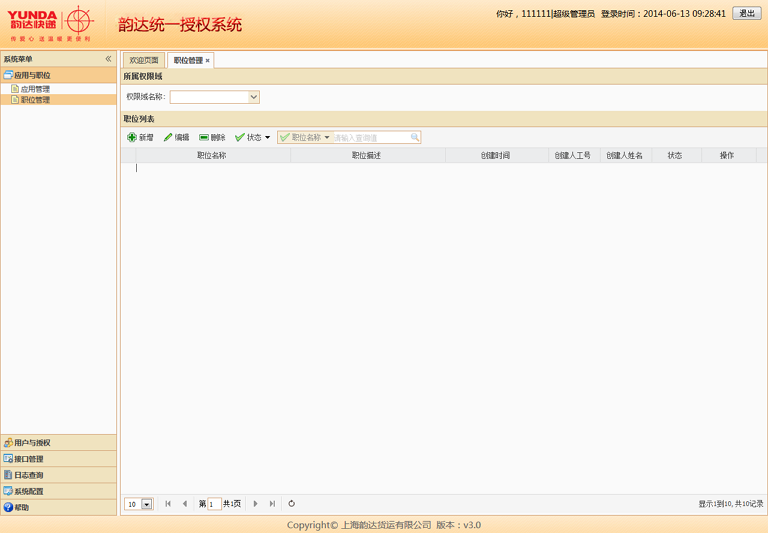 YUNDA
韵达快递
传爱心 送温暖 更便利
韵达统一授权系统
你好，111111|超级管理员 登录时间：2014-06-13 09:28:41 退出
系统菜单
应用与职位
应用管理
职位管理
用户与授权
接口管理
日志查询
系统配置
帮助
欢迎页面 职位管理
所属权限域
权限域名称：
职位列表
新增 编辑 删除 状态 职位名称 请输入查询值
职位名称 职位描述 创建时间 创建人工号 创建人姓名 状态 操作
10 第 1 共1页 显示1到10, 共10记录
Copyright© 上海韵达货运有限公司 版本：v3.0